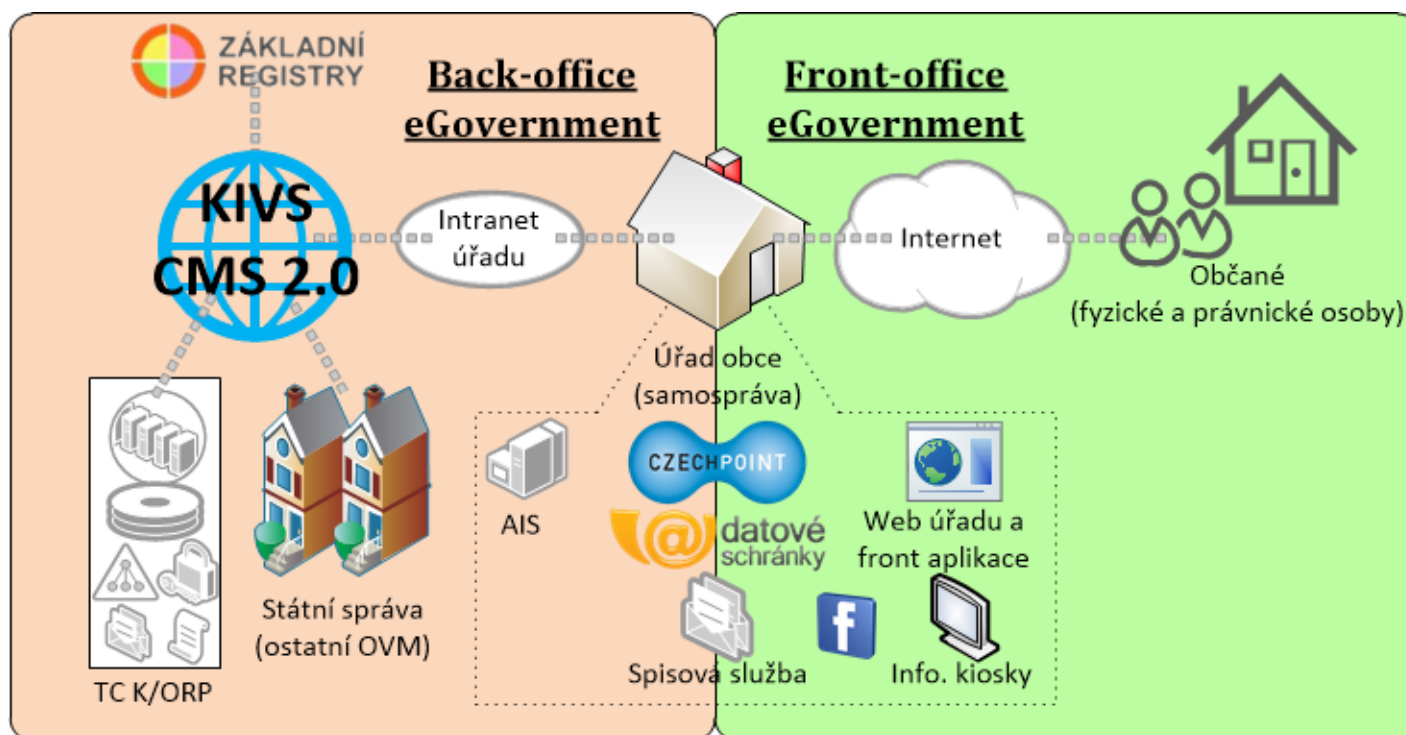 ZÁKLADNÍ
REGISTRY
Back-office
eGovernment
Front-office
eGovernment
KIVS
CMS 2.0
Intranet
úřadu
Internet
Občané
(fyzické a právnické osoby)
Úřad obce
(samospráva)
AIS
CZECHPOINT
@ datové
schránky
Web úřadu a
front aplikace
Státní správa
(ostatní OVM)
f
Spisová služba
Info. kiosky
TC K/ORP